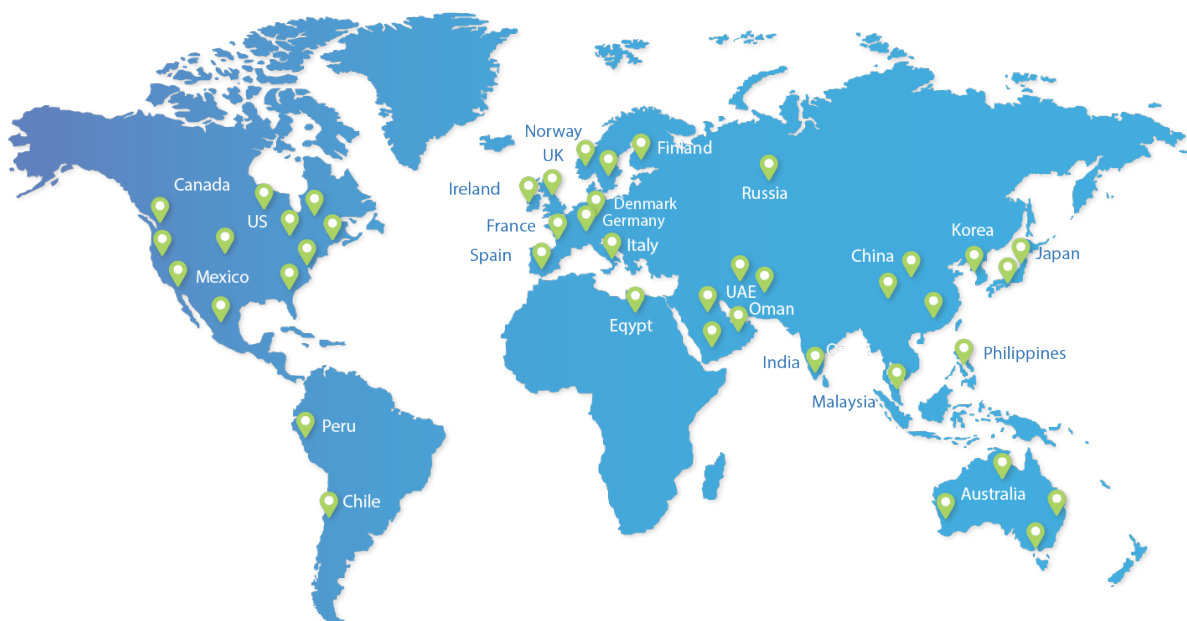 Norway
UK
Finland
Canada
Ireland
Russia
Denmark
US
Germany
France
Italy
Korea
Spain
China
Japan
Mexico
UAE
Oman
Eqypt
India
Philippines
Malaysia
Peru
Australia
Chile